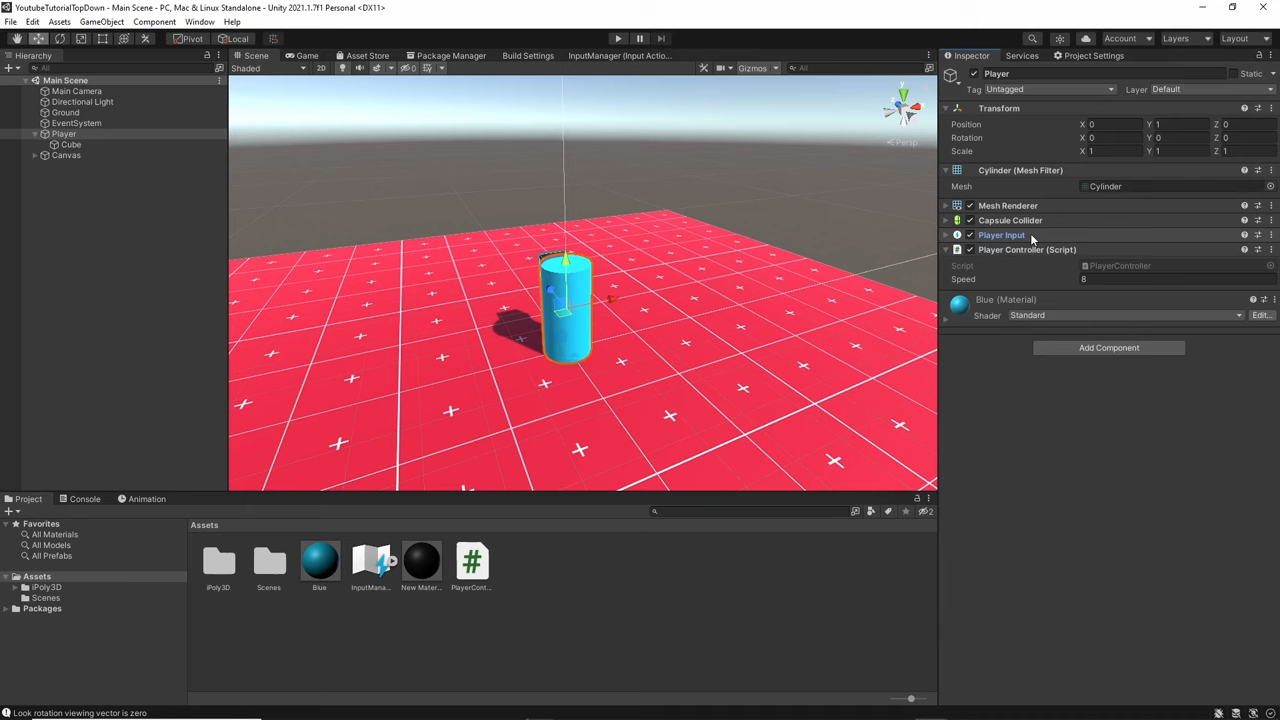 YoutubeTutorialTopDown - Main Scene - PC, Mac & Linux Standalone - Unity 2021.1.7f1 Personal <DX11>
File Edit Assets GameObject Component Window Help
Pivot Local Account Layers Layout
Hierarchy
All
Main Scene
Main Camera
Directional Light
Ground
EventSystem
Player
Cube
Canvas
Scene Game Asset Store Package Manager Build Settings InputManager (Input Actio...
Shaded 2D 0 Gizmos All
y
Persp
Inspector Services Project Settings
Player Static
Tag Untagged Layer Default
Transform
Position X 0 Y 1 Z 0
Rotation X 0 Y 0 Z 0
Scale X 1 Y 1 Z 1
Cylinder (Mesh Filter)
Mesh Cylinder
Mesh Renderer
Capsule Collider
Player Input
# Player Controller (Script)
Script PlayerController
Speed 8
Blue (Material)
Shader Standard Edit...
Add Component
Project Console Animation
2
Favorites
All Materials
All Models
All Prefabs
Assets
iPoly3D
Scenes
Packages
Assets
#
iPoly3D Scenes Blue InputMana... New Mater... PlayerCont...
Look rotation viewing vector is zero